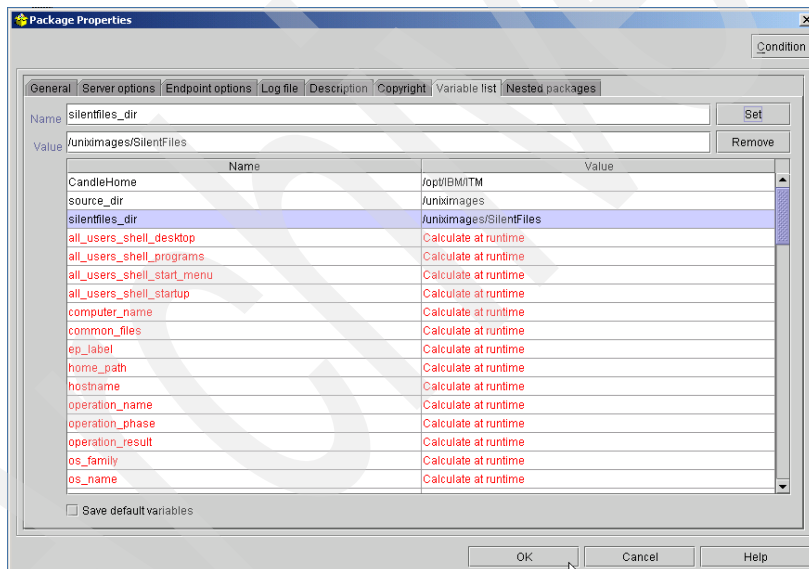 Package Properties
Condition
General Server options Endpoint options Log file Description Copyright Variable list Nested packages
Name silentfiles_dir Set
Value /uniximages/SilentFiles Remove
Name Value
CandleHome /opt/IBM/ITM
source_dir /uniximages
silentfiles_dir /uniximages/SilentFiles
all_users_shell_desktop Calculate at runtime
all_users_shell_programs Calculate at runtime
all_users_shell_start_menu Calculate at runtime
all_users_shell_startup Calculate at runtime
computer_name Calculate at runtime
common_files Calculate at runtime
ep_label Calculate at runtime
home_path Calculate at runtime
hostname Calculate at runtime
operation_name Calculate at runtime
operation_phase Calculate at runtime
operation_result Calculate at runtime
os_family Calculate at runtime
os_name Calculate at runtime
Save default variables
OK Cancel Help